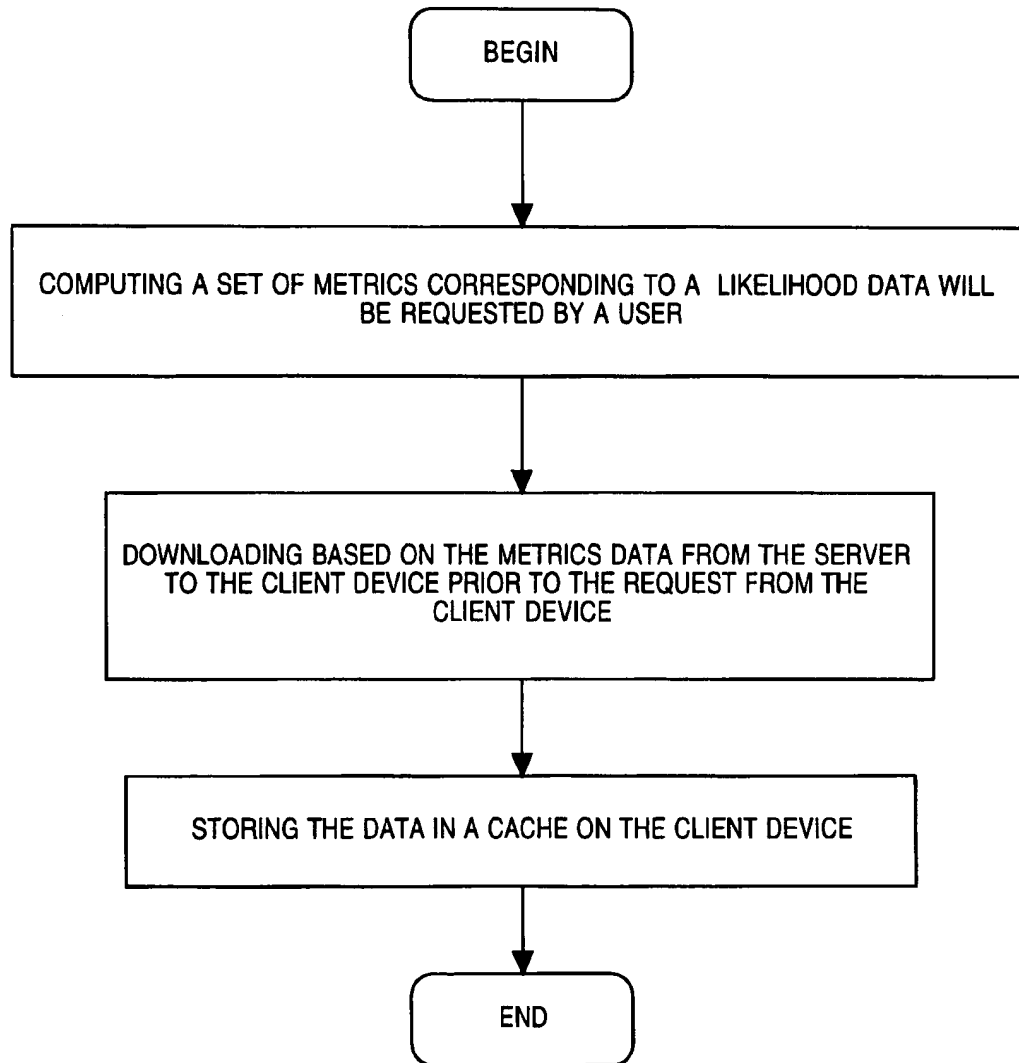 BEGIN
COMPUTING A SET OF METRICS CORRESPONDING TO A LIKELIHOOD DATA WILL
BE REQUESTED BY A USER
DOWNLOADING BASED ON THE METRICS DATA FROM THE SERVER
TO THE CLIENT DEVICE PRIOR TO THE REQUEST FROM THE
CLIENT DEVICE
STORING THE DATA IN A CACHE ON THE CLIENT DEVICE
END